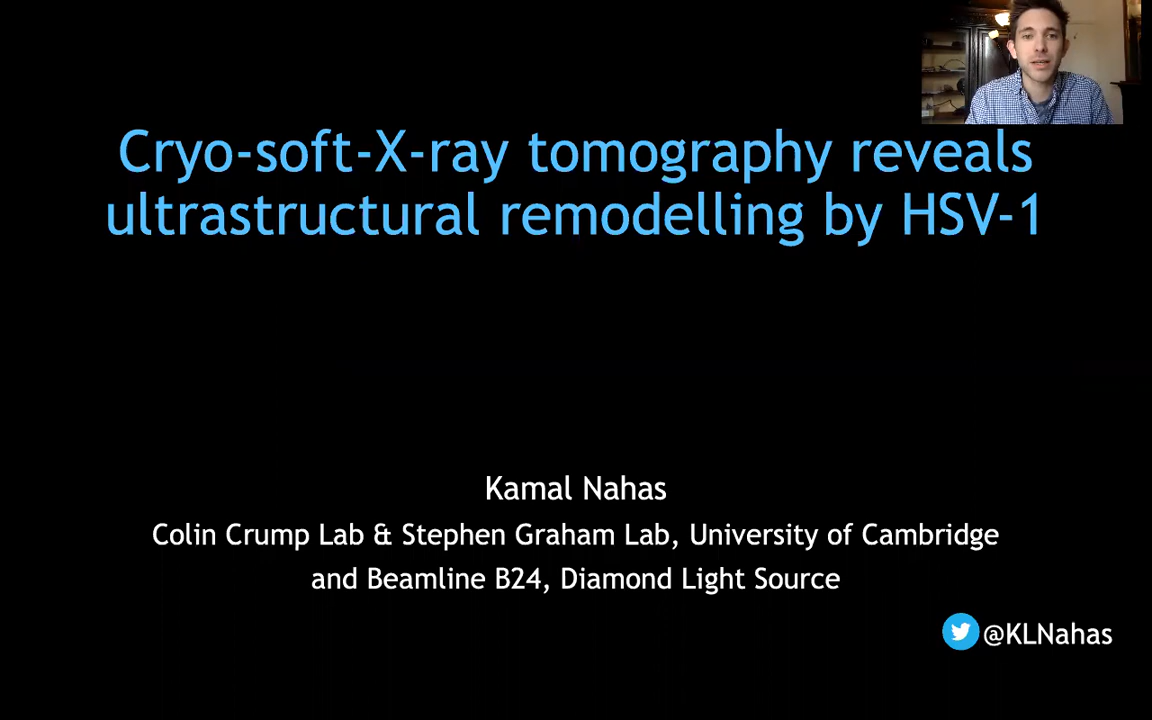 Cryo-soft-X-ray tomography reveals
ultrastructural remodelling by HSV-1
Kamal Nahas
Colin Crump Lab & Stephen Graham Lab, University of Cambridge
and Beamline B24, Diamond Light Source
@KLNahas